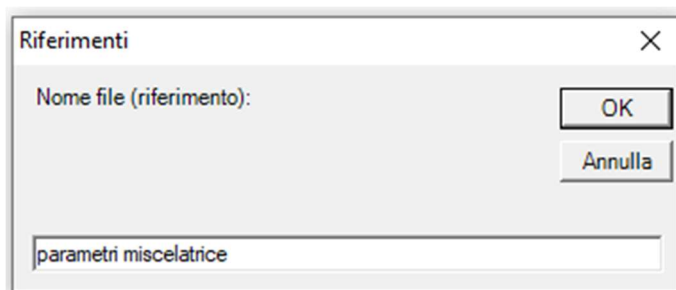 Riferimenti
Nome file (riferimento):
OK
Annulla
parametri miscelatrice